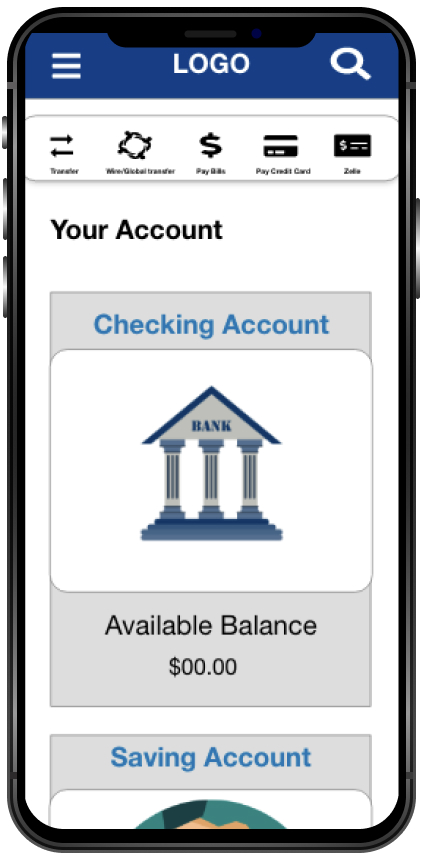 LOGO
Transfer Wire/Global transfer Pay Bills Pay Credit Card Zelle
Your Account
Checking Account
BANK
Available Balance
$00.00
Saving Account